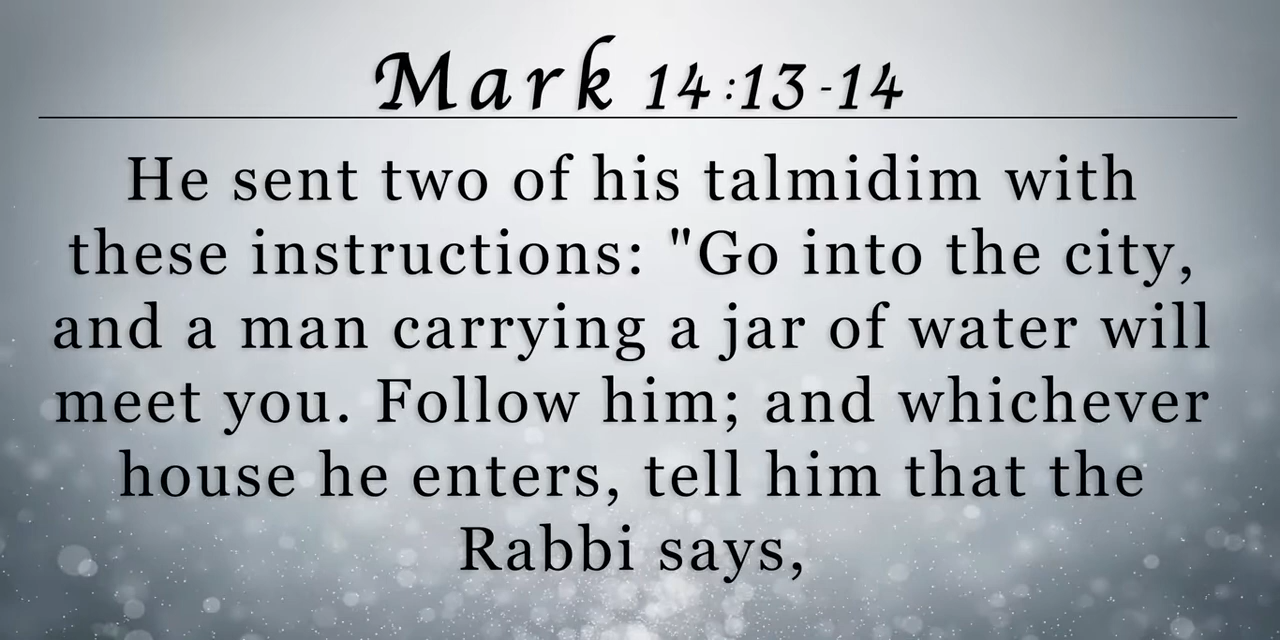 Mark 14:13-14
He sent two of his talmidim with
these instructions: "Go into the city,
and a man carrying a jar of water will
meet you. Follow him; and whichever
house he enters, tell him that the
Rabbi says,